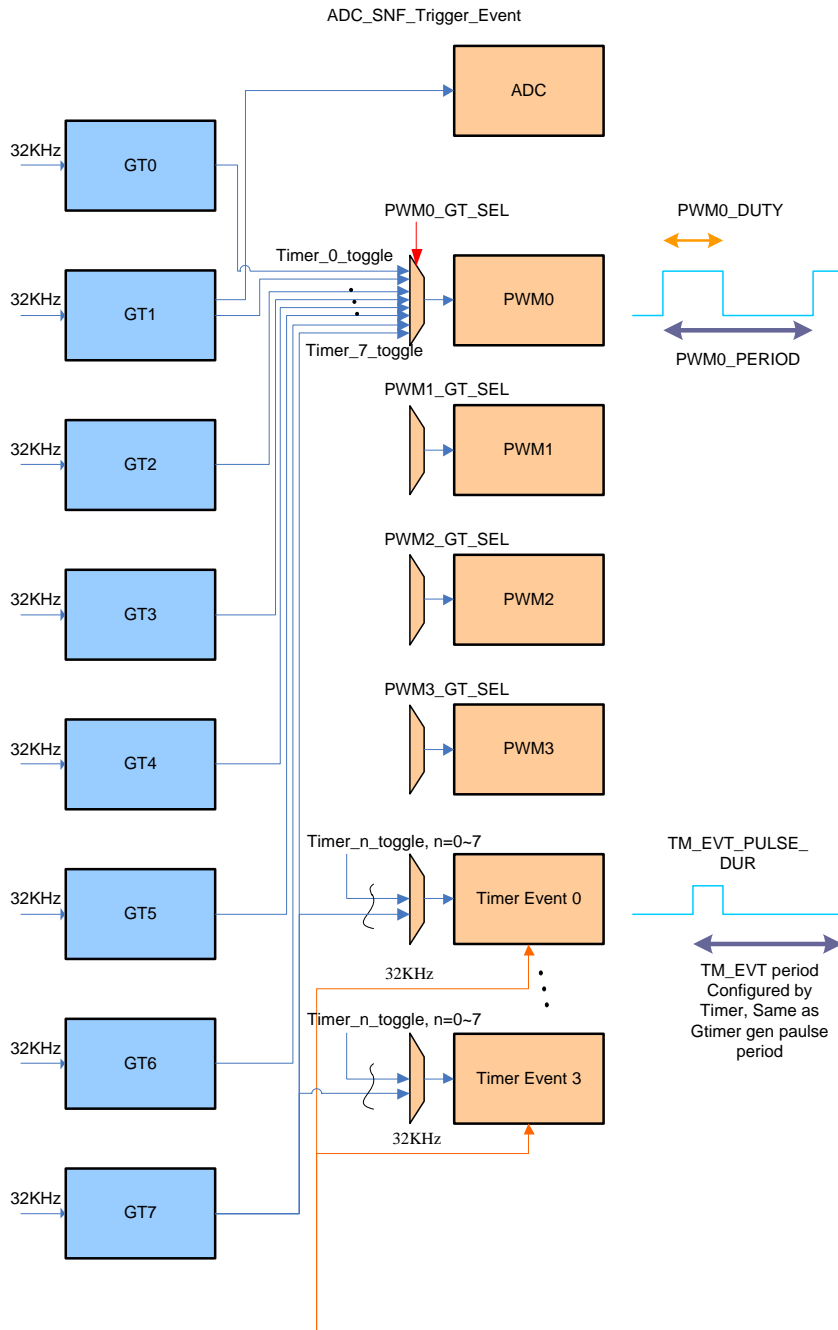 ADC_SNF_Trigger_Event
ADC
32KHz
GT0
PWM0_GT_SEL
PWM0_DUTY
Timer_0_toggle
32KHz
GT1
PWM0
Timer_7_toggle
PWM0_PERIOD
PWM1_GT_SEL
32KHz
GT2
PWM1
PWM2_GT_SEL
32KHz
GT3
PWM2
PWM3_GT_SEL
32KHz
GT4
PWM3
Timer_n_toggle, n=0~7
TM_EVT_PULSE_
DUR
32KHz
GT5
Timer Event 0
32KHz
TM_EVT period
Configured by
Timer, Same as
Gtimer gen paulse
period
Timer_n_toggle, n=0~7
32KHz
GT6
Timer Event 3
32KHz
32KHz
GT7